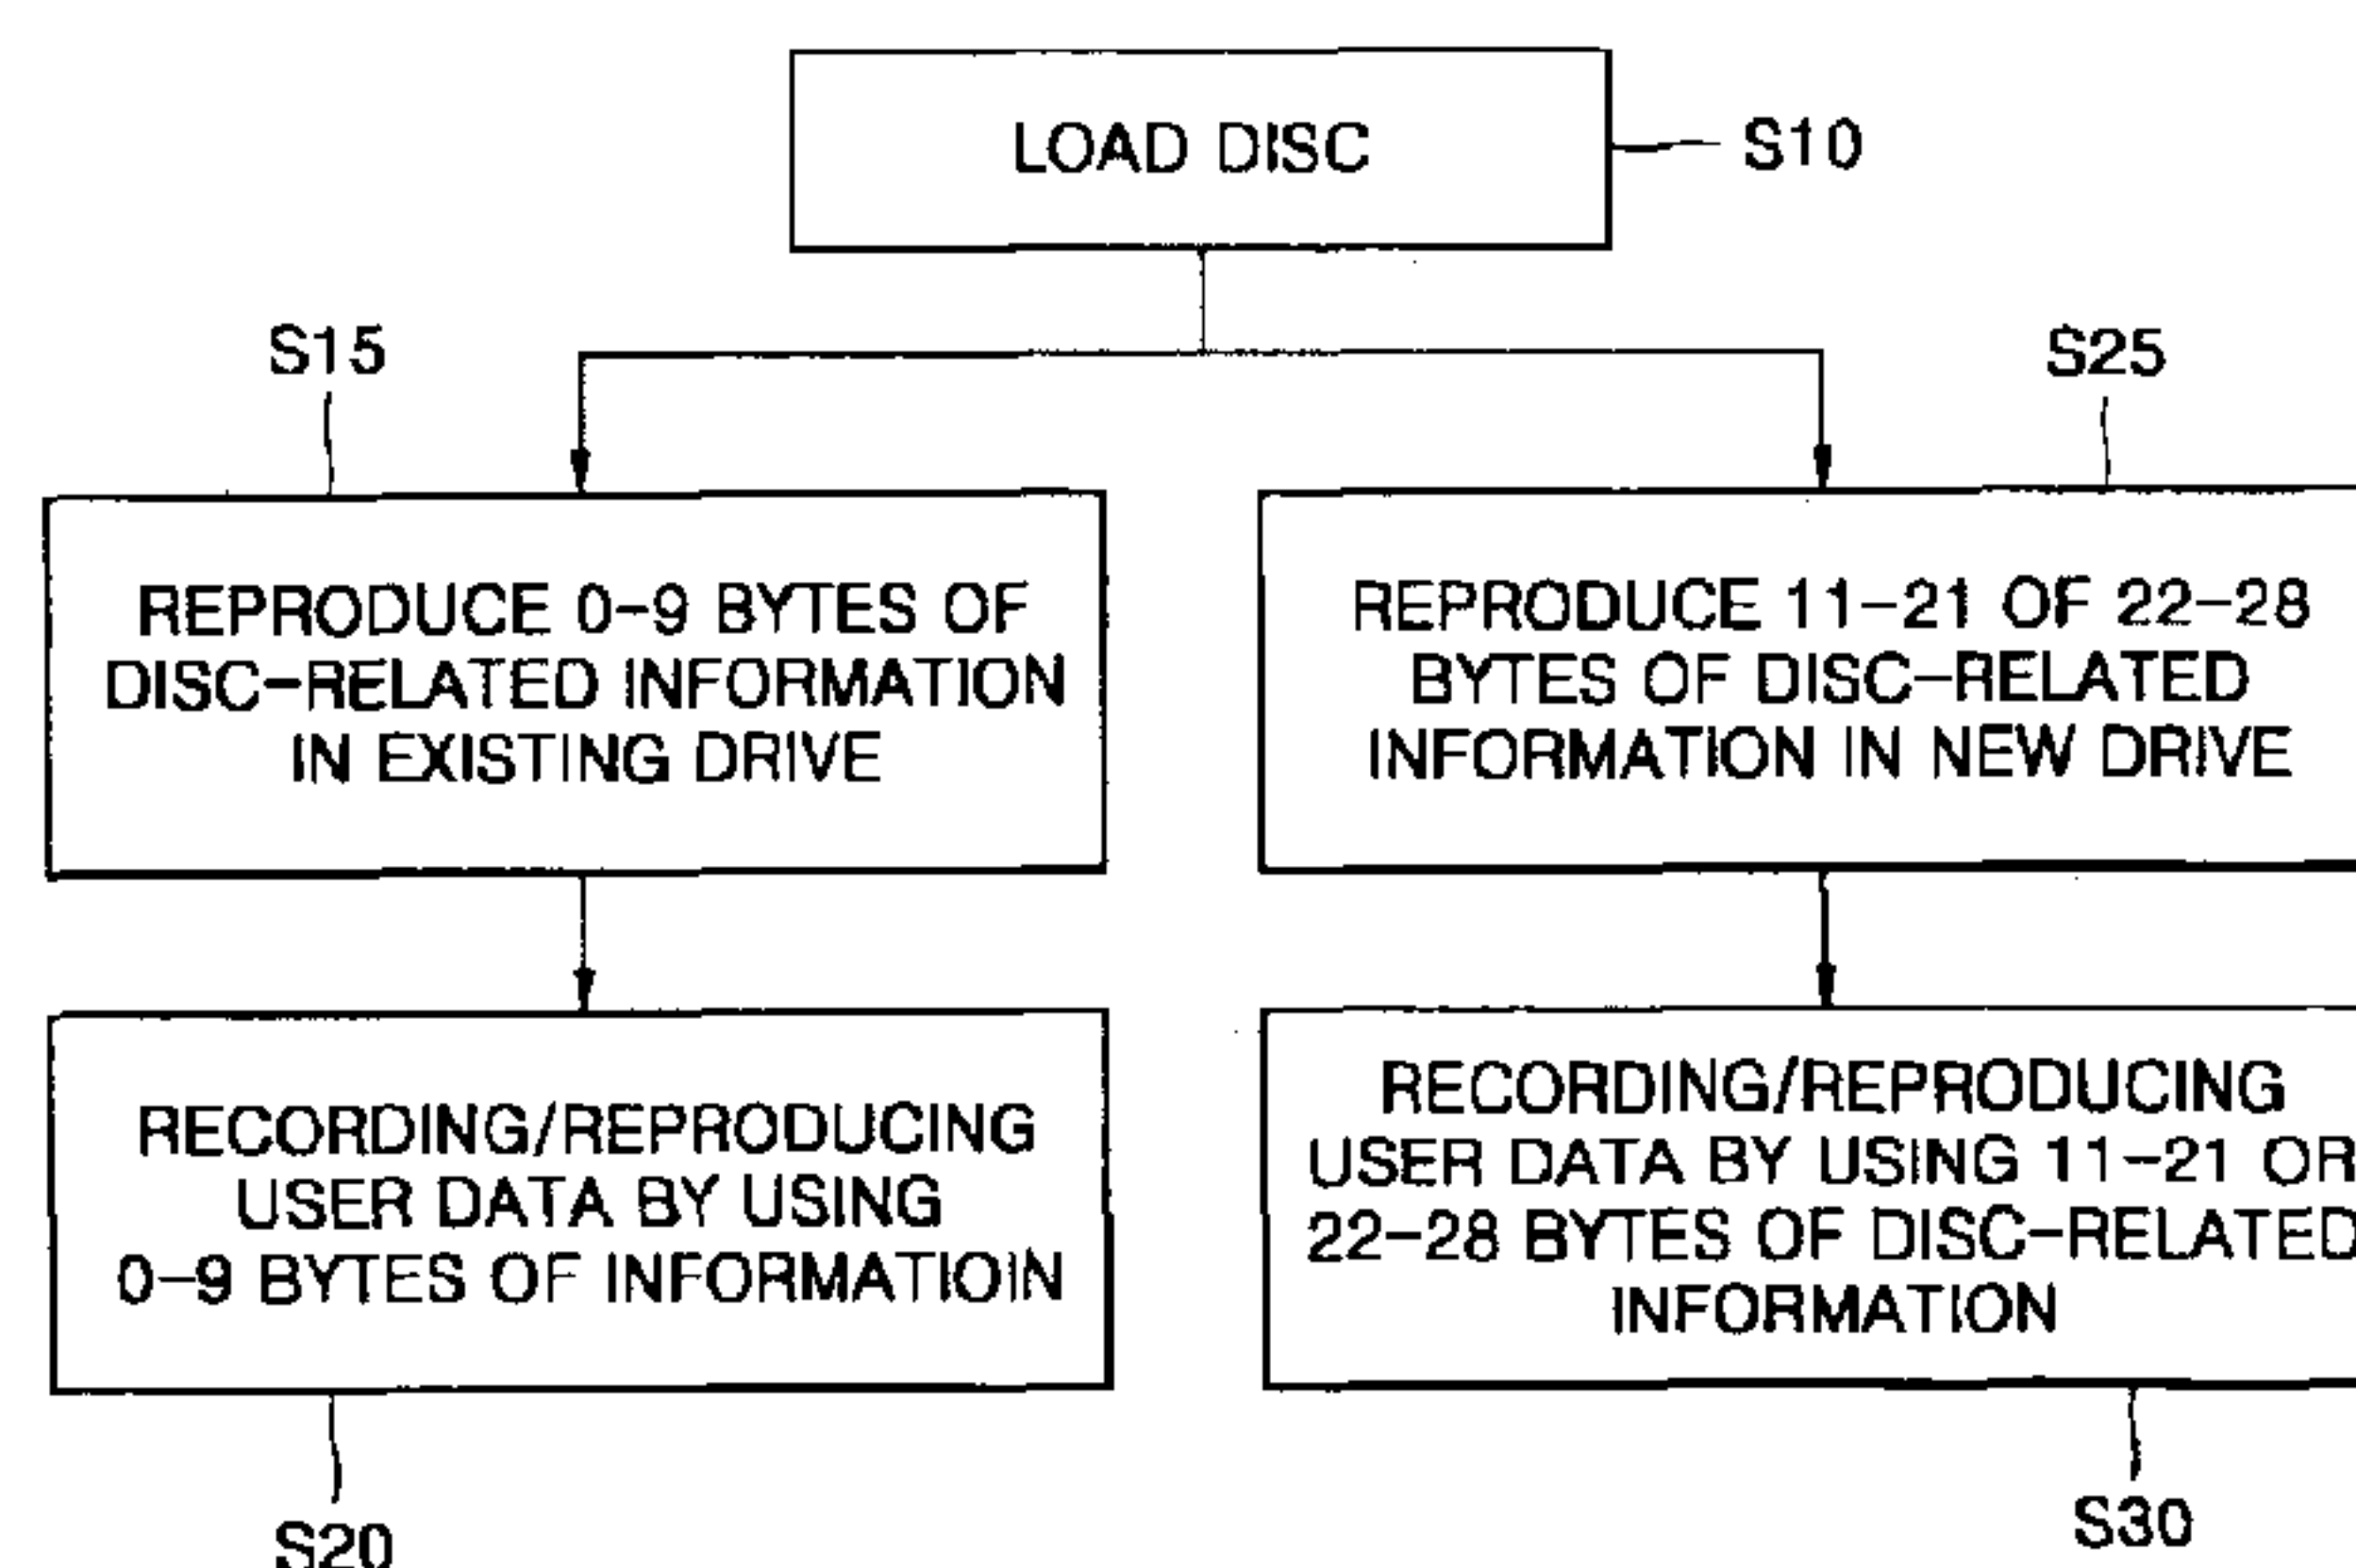 LOAD DISC
S10
S15
S25
REPRODUCE 0-9 BYTES OF
DISC-RELATED INFORMATION
IN EXISTING DRIVE
REPRODUCE 11-21 OF 22-28
BYTES OF DISC-RELATED
INFORMATION IN NEW DRIVE
RECORDING/REPRODUCING
USER DATA BY USING
0-9 BYTES OF INFORMATIOIN
RECORDING/REPRODUCING
USER DATA BY USING 11-21 OR
22-28 BYTES OF DISC-RELATED
INFORMATION
S20
S30